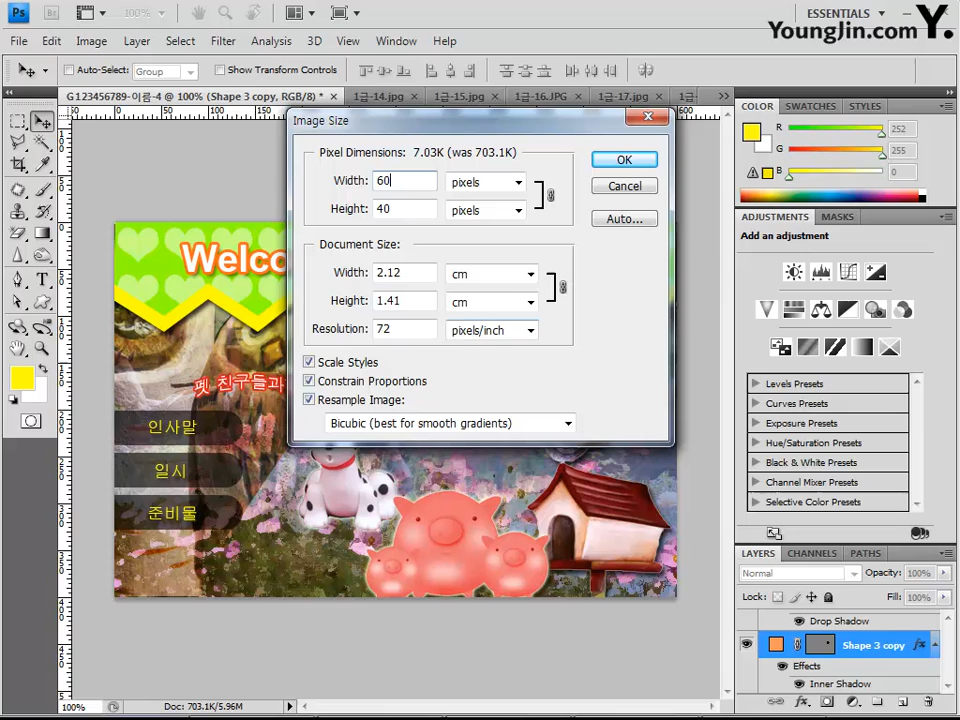 Ps
Br
100%
ESSENTIALS
YoungJin.com Y.
File Edit Image Layer Select Filter Analysis 3D View Window Help
Auto-Select: Group Show Transform Controls
G123456789-이름-4 @ 100% (Shape 3 copy, RGB/8) * 1급-14.jpg 1급-15.jpg 1급-16.JPG 1급-17.jpg 1급
Image Size
Pixel Dimensions: 7.03K (was 703.1K)
Width: 60 pixels
Height: 40 pixels
Document Size:
Width: 2.12 cm
Height: 1.41 cm
Resolution: 72 pixels/inch
Scale Styles
Constrain Proportions
Resample Image:
Bicubic (best for smooth gradients)
OK
Cancel
Auto...
Welco
펫 친구들과
인사말
일시
준비물
COLOR SWATCHES STYLES
R 252
G 255
B 0
ADJUSTMENTS MASKS
Add an adjustment
Levels Presets
Curves Presets
Exposure Presets
Hue/Saturation Presets
Black & White Presets
Channel Mixer Presets
Selective Color Presets
LAYERS CHANNELS PATHS
Normal Opacity: 100%
Lock: Fill: 100%
Drop Shadow
Shape 3 copy fx
Effects
Inner Shadow
100% Doc: 703.1K/5.96M